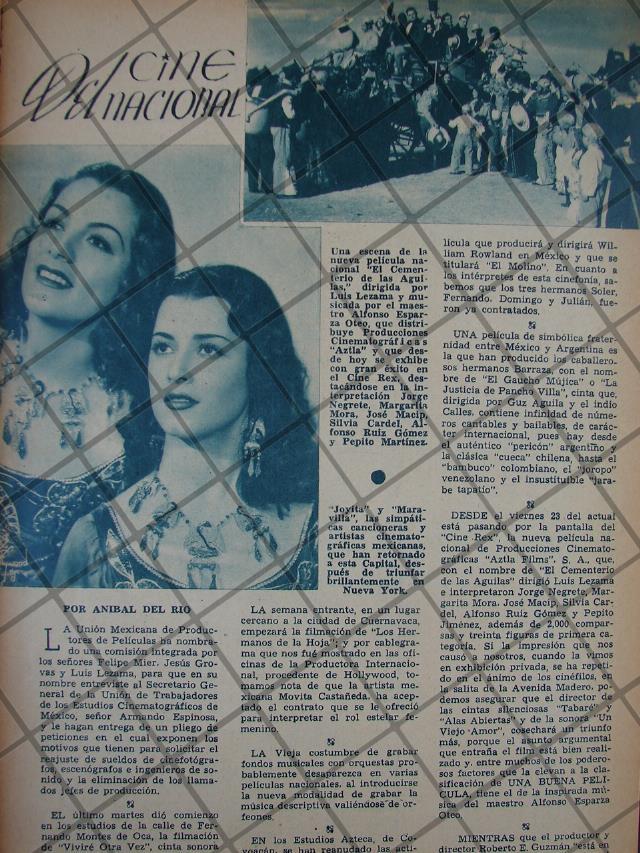 Del CINE NACIONAL
Una escena de la
nueva película na-
cional "El Cemen-
terio de las Agui-
las," dirigida por
Luis Lezama y mu-
sicada por el maes-
tro Alfonso Espar-
za Oteo, que distri-
buye Producciones
Cinematográficas
"Aztla" y que des-
de hoy se exhibe
con gran éxito en
el Cine Rex, des-
tacándose en la in-
terpretación Jorge
Negrete, Margarita
Mora, José Macip,
Silvia Cardel, Al-
fonso Ruiz Gómez
y Pepito Martínez.
"Joyita" y "Mara-
villa", las simpáti-
cas cancioneras y
artistas cinemato-
gráficas mexicanas,
que han retornado
a esta Capital, des-
pués de triunfar
brillantemente en
Nueva York.
POR ANIBAL DEL RIO
LA Unión Mexicana de Produc-
tores de Películas ha nombra-
do una comisión integrada por
los señores Felipo Mier, Jesús Gro-
vas y Luis Lezama, para que en su
nombre entreviste al Secretario Ge-
neral de la Unión de Trabajadores
de los Estudios Cinematográficos de
México, señor Armando Espinosa,
y le hagan entrega de un pliego de
peticiones en el cual exponen los
motivos que tienen para solicitar el
reajuste de sueldos de cinefotógra-
fos, escenógrafos e ingenieros de so-
nido y la eliminación de los llama-
dos jefes de producción.
EL último martes dió comienzo
en los estudios de la calle de Fer-
nando Montes de Oca, la filmación
de "Viviré Otra Vez", cinta sonora
LA semana entrante, en un lugar
cercano a la ciudad de Cuernavaca,
empezará la filmación de "Los Her-
manos de la Hoja"; y por cablegra-
ma que nos fué mostrado en las ofi-
cinas de la Productora Internacio-
nal, procedente de Hollywood, to-
mamos nota de que la artista me-
xicana Movita Castañeda ha acep-
tado el contrato que se le ofreció
para interpretar el rol estelar fe-
menino.
LA Vieja costumbre de grabar
fondos musicales con orquestas pro-
bablemente desaparezca en varias
películas nacional, al introducirse
la nueva modalidad de grabar la
música descriptiva valiéndose de or-
feones.
EN los Estudios Azteca, de Co-
yoacán, se han reanudado las acti-
lícula que producirá y dirigirá Wil-
liam Rowland en México y que se
titulará "El Molino". En cuanto a
los intérpretes de esta cinefonía, sa-
bemos que los tres hermanos Soler,
Fernando, Domingo y Julián, fue-
ron ya contratados.
UNA película de simbólica frater-
nidad entre México y Argentina es
la que han producido los caballero-
sos hermanos Barraza, con el nom-
bre de "El Gaucho Mújica" o "La
Justicia de Pancho Villa", cinta que,
dirigida por Guz Aguila y el indio
Calles, contiene infinidad de núme-
ros cantables y bailables, de carác-
ter internacional, pues hay desde
el auténtico "pericón" argentino y
la clásica "cueca" chilena, hasta el
"bambuco" colombiano, el "joropo"
venezolano y el insustituible "jara-
be tapatío".
DESDE el viernes 23 del actual
está pasando por la pantalla del
"Cine Rex", la nueva película na-
cional de Producciones Cinemato-
gráficas "Aztla Films", S. A., que,
con el nombre de "El Cementerio
de las Aguilas" dirigió Luis Lezama
e interpretaron Jorge Negrete, Mar-
garita Mora, José Macip, Silvia Car-
del, Alfonso Ruiz Gómez y Pepito
Jiménez, además de 2,000 compar-
sas y treinta figuras de primera ca-
tegoría. Si la impresión que nos
causó a nosotros, cuando la vimos
en exhibición privada, se ha repeti-
do en el ánimo de los cinéfilos, en
la salita de la Avenida Madero, po-
demos asegurar que el director de
las cintas silenciosas "Tabaré" y
"Alas Abiertas" y de la sonora "Un
Viejo Amor", cosechará un triunfo
más, porque el asunto argumental
que entraña el film está bien realiz-
zado y, entre muchos de los podero-
sos factores que la elevan a la cla-
sificación de UNA BUENA PELI-
CULA, tiene el de la inspirada mú-
sica del maestro Alfonso Esparza
Oteo.
MIENTRAS que el productor y
director Roberto E. Guzmán "está en